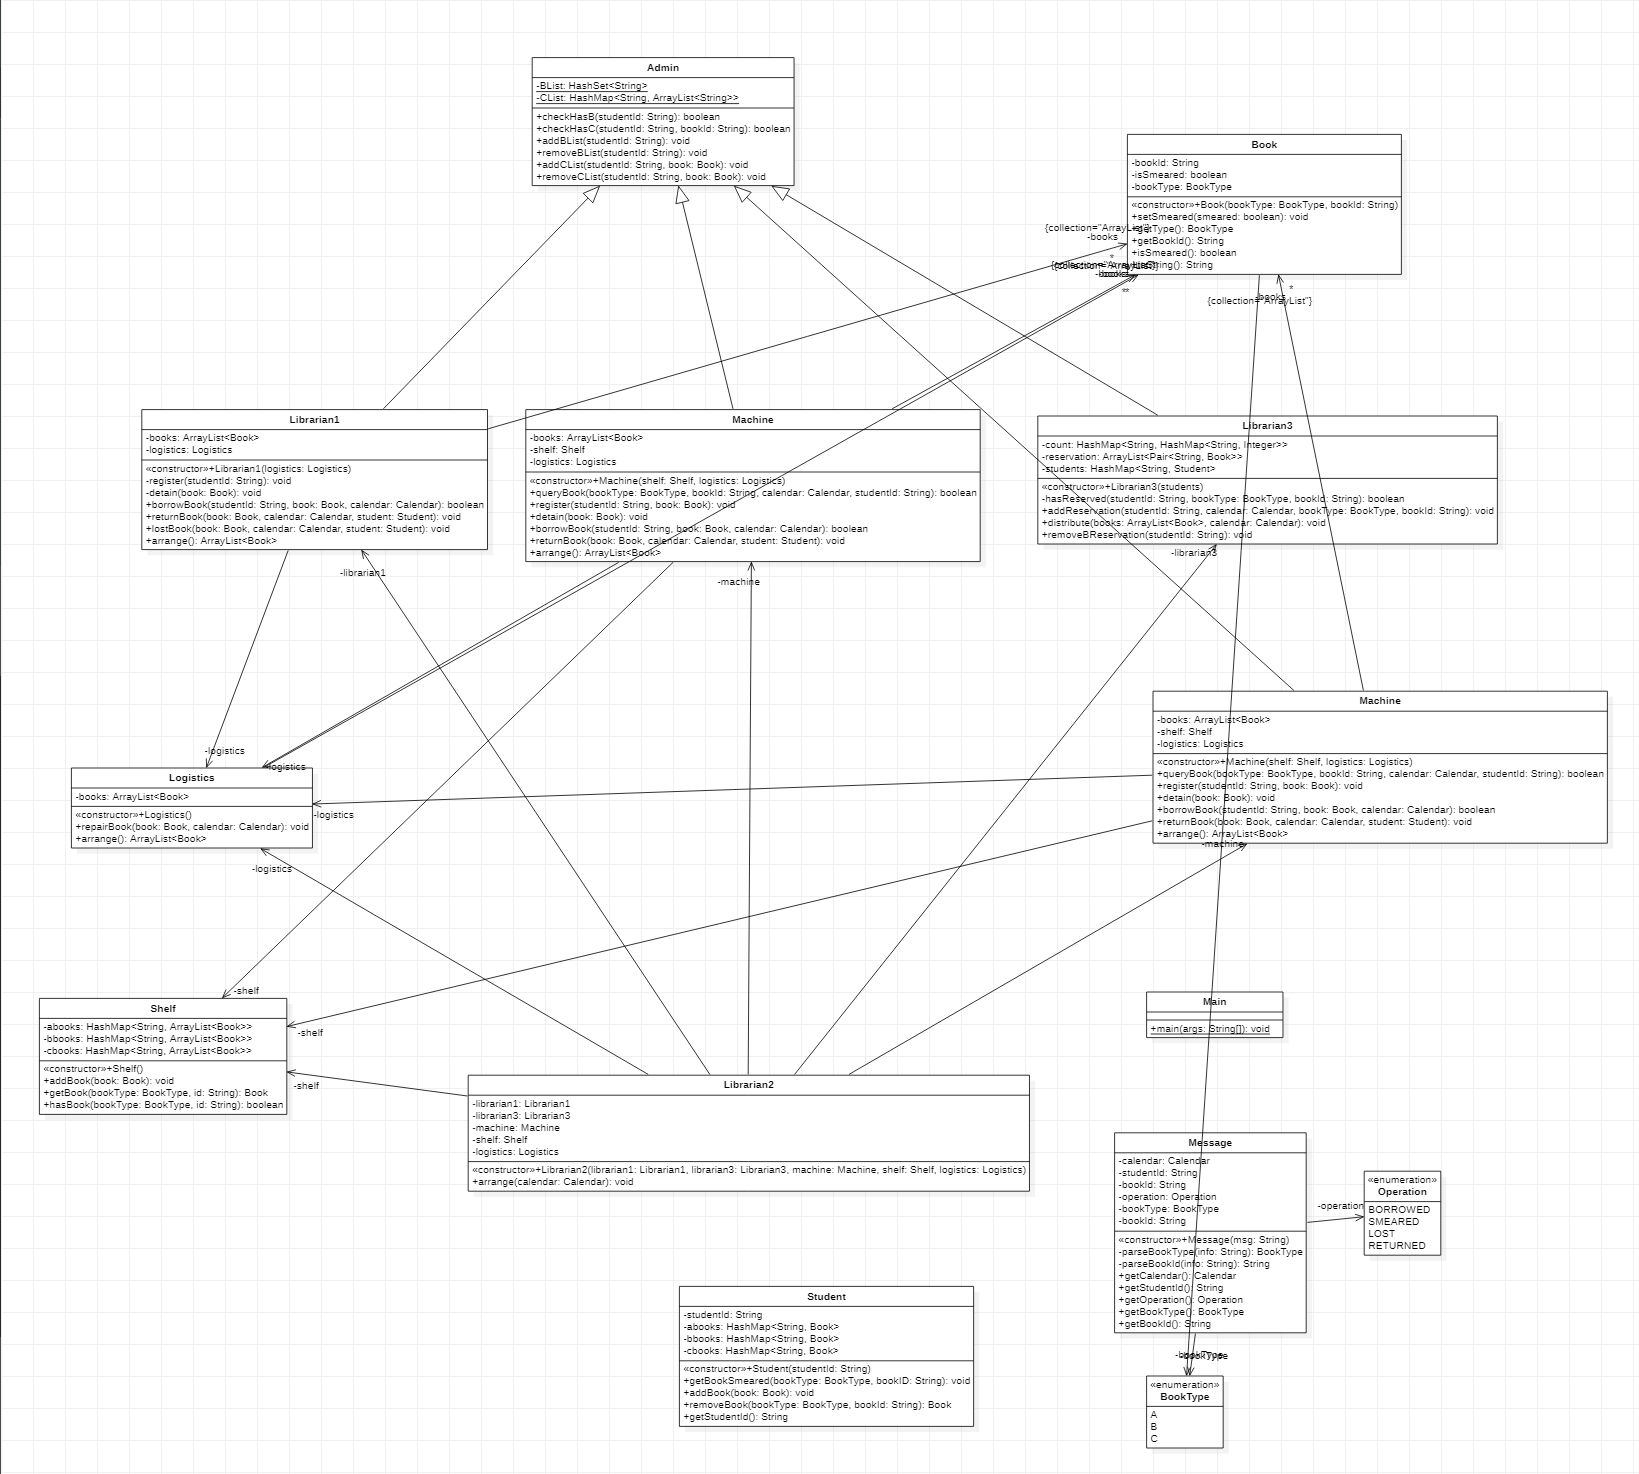 Admin
-BList: HashSet<String>
-CList: HashMap<String, ArrayList<String>>
+checkHasB(studentId: String): boolean
+checkHasC(studentId: String, bookId: String): boolean
+addBList(studentId: String): void
+removeBList(studentId: String): void
+addCList(studentId: String, book: Book): void
+removeCList(studentId: String, book: Book): void
Book
-bookId: String
-isSmeared: boolean
-bookType: BookType
«constructor»+Book(bookType: BookType, bookId: String)
+setSmeared(smeared: boolean): void
+getType(): BookType
+getBookId(): String
+isSmeared(): boolean
+toString(): String
{collection="ArrayList"}
-books
*
{collection="ArrayList"}
-books
**
-books
*
{collection="ArrayList"}
Librarian1
-books: ArrayList<Book>
-logistics: Logistics
«constructor»+Librarian1(logistics: Logistics)
-register(studentId: String): void
-detain(book: Book): void
+borrowBook(studentId: String, book: Book, calendar: Calendar): boolean
+returnBook(book: Book, calendar: Calendar, student: Student): void
+lostBook(book: Book, calendar: Calendar, student: Student): void
+arrange(): ArrayList<Book>
Machine
-books: ArrayList<Book>
-shelf: Shelf
-logistics: Logistics
«constructor»+Machine(shelf: Shelf, logistics: Logistics)
+queryBook(bookType: BookType, bookId: String, calendar: Calendar, studentId: String): boolean
+register(studentId: String, book: Book): void
+detain(book: Book): void
+borrowBook(studentId: String, book: Book, calendar: Calendar): boolean
+returnBook(book: Book, calendar: Calendar, student: Student): void
+arrange(): ArrayList<Book>
Librarian3
-count: HashMap<String, HashMap<String, Integer>>
-reservation: ArrayList<Pair<String, Book>>
-students: HashMap<String, Student>
«constructor»+Librarian3(students)
-hasReserved(studentId: String, bookType: BookType, bookId: String): boolean
+addReservation(studentId: String, calendar: Calendar, bookType: BookType, bookId: String): void
+distribute(books: ArrayList<Book>, calendar: Calendar): void
+removeBReservation(studentId: String): void
-librarian3
-librarian1
-machine
Machine
-books: ArrayList<Book>
-shelf: Shelf
-logistics: Logistics
«constructor»+Machine(shelf: Shelf, logistics: Logistics)
+queryBook(bookType: BookType, bookId: String, calendar: Calendar, studentId: String): boolean
+register(studentId: String, book: Book): void
+detain(book: Book): void
+borrowBook(studentId: String, book: Book, calendar: Calendar): boolean
+returnBook(book: Book, calendar: Calendar, student: Student): void
+arrange(): ArrayList<Book>
-machine
-logistics
-logistics
Logistics
-books: ArrayList<Book>
«constructor»+Logistics()
+repairBook(book: Book, calendar: Calendar): void
+arrange(): ArrayList<Book>
-logistics
-logistics
-shelf
Shelf
-abooks: HashMap<String, ArrayList<Book>>
-bbooks: HashMap<String, ArrayList<Book>>
-cbooks: HashMap<String, ArrayList<Book>>
«constructor»+Shelf()
+addBook(book: Book): void
+getBook(bookType: BookType, id: String): Book
+hasBook(bookType: BookType, id: String): boolean
-shelf
-shelf
Main
+main(args: String[]): void
Librarian2
-librarian1: Librarian1
-librarian3: Librarian3
-machine: Machine
-shelf: Shelf
-logistics: Logistics
«constructor»+Librarian2(librarian1: Librarian1, librarian3: Librarian3, machine: Machine, shelf: Shelf, logistics: Logistics)
+arrange(calendar: Calendar): void
Message
-calendar: Calendar
-studentId: String
-bookId: String
-operation: Operation
-bookType: BookType
-bookId: String
«constructor»+Message(msg: String)
-parseBookType(info: String): BookType
-parseBookId(info: String): String
+getCalendar(): Calendar
+getStudentId(): String
+getOperation(): Operation
+getBookType(): BookType
+getBookId(): String
-operation
«enumeration»
Operation
BORROWED
SMEARED
LOST
RETURNED
Student
-studentId: String
-abooks: HashMap<String, Book>
-bbooks: HashMap<String, Book>
-cbooks: HashMap<String, Book>
«constructor»+Student(studentId: String)
+getBookSmeared(bookType: BookType, bookID: String): void
+addBook(book: Book): void
+removeBook(bookType: BookType, bookId: String): Book
+getStudentId(): String
-bookType
-bookType
«enumeration»
BookType
A
B
C